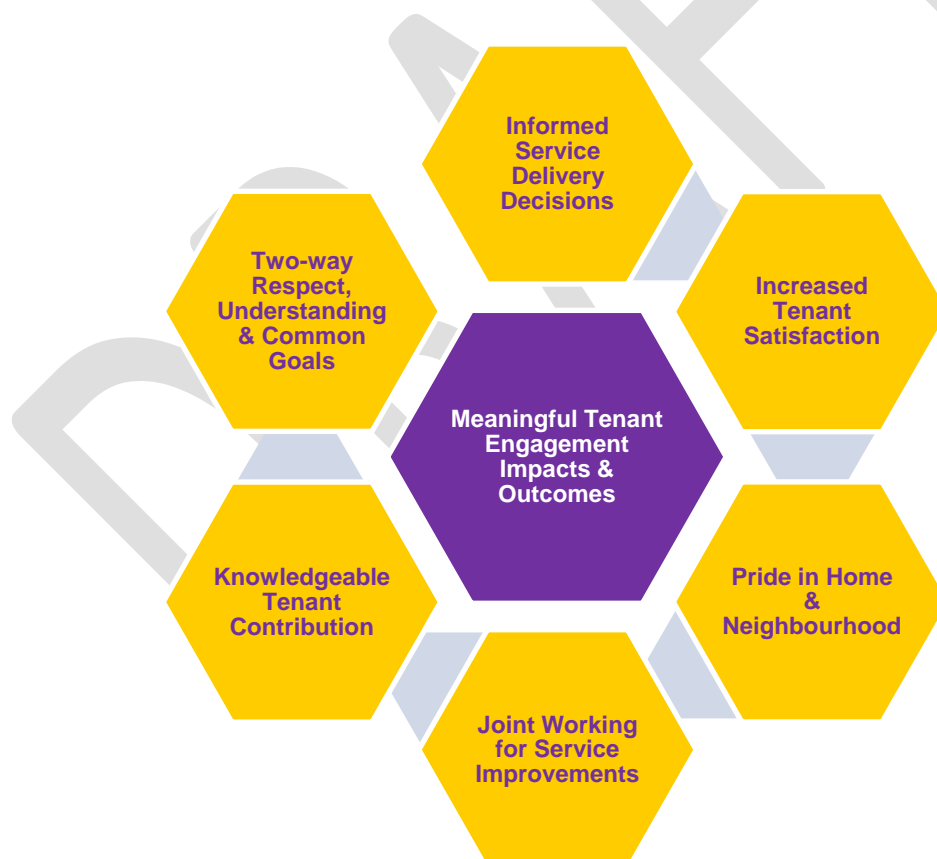 Informed
Service
Delivery
Decisions
Two-way
Respect,
Understanding
& Common
Goals
Increased
Tenant
Satisfaction
Meaningful Tenant
Engagement
Impacts &
Outcomes
Knowledgeable
Tenant
Contribution
Pride in Home
&
Neighbourhood
Joint Working
for Service
Improvements